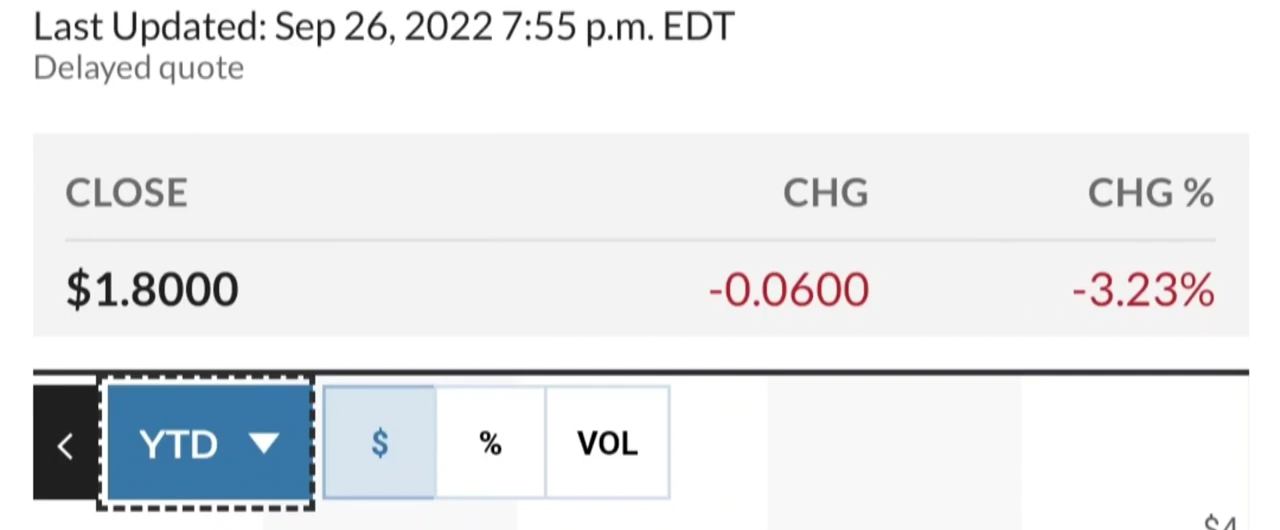 Last Updated: Sep 26, 2022 7:55 p.m. EDT
Delayed quote
CLOSE CHG CHG %
$1.8000 -0.0600 -3.23%
< YTD ▼ $ % VOL